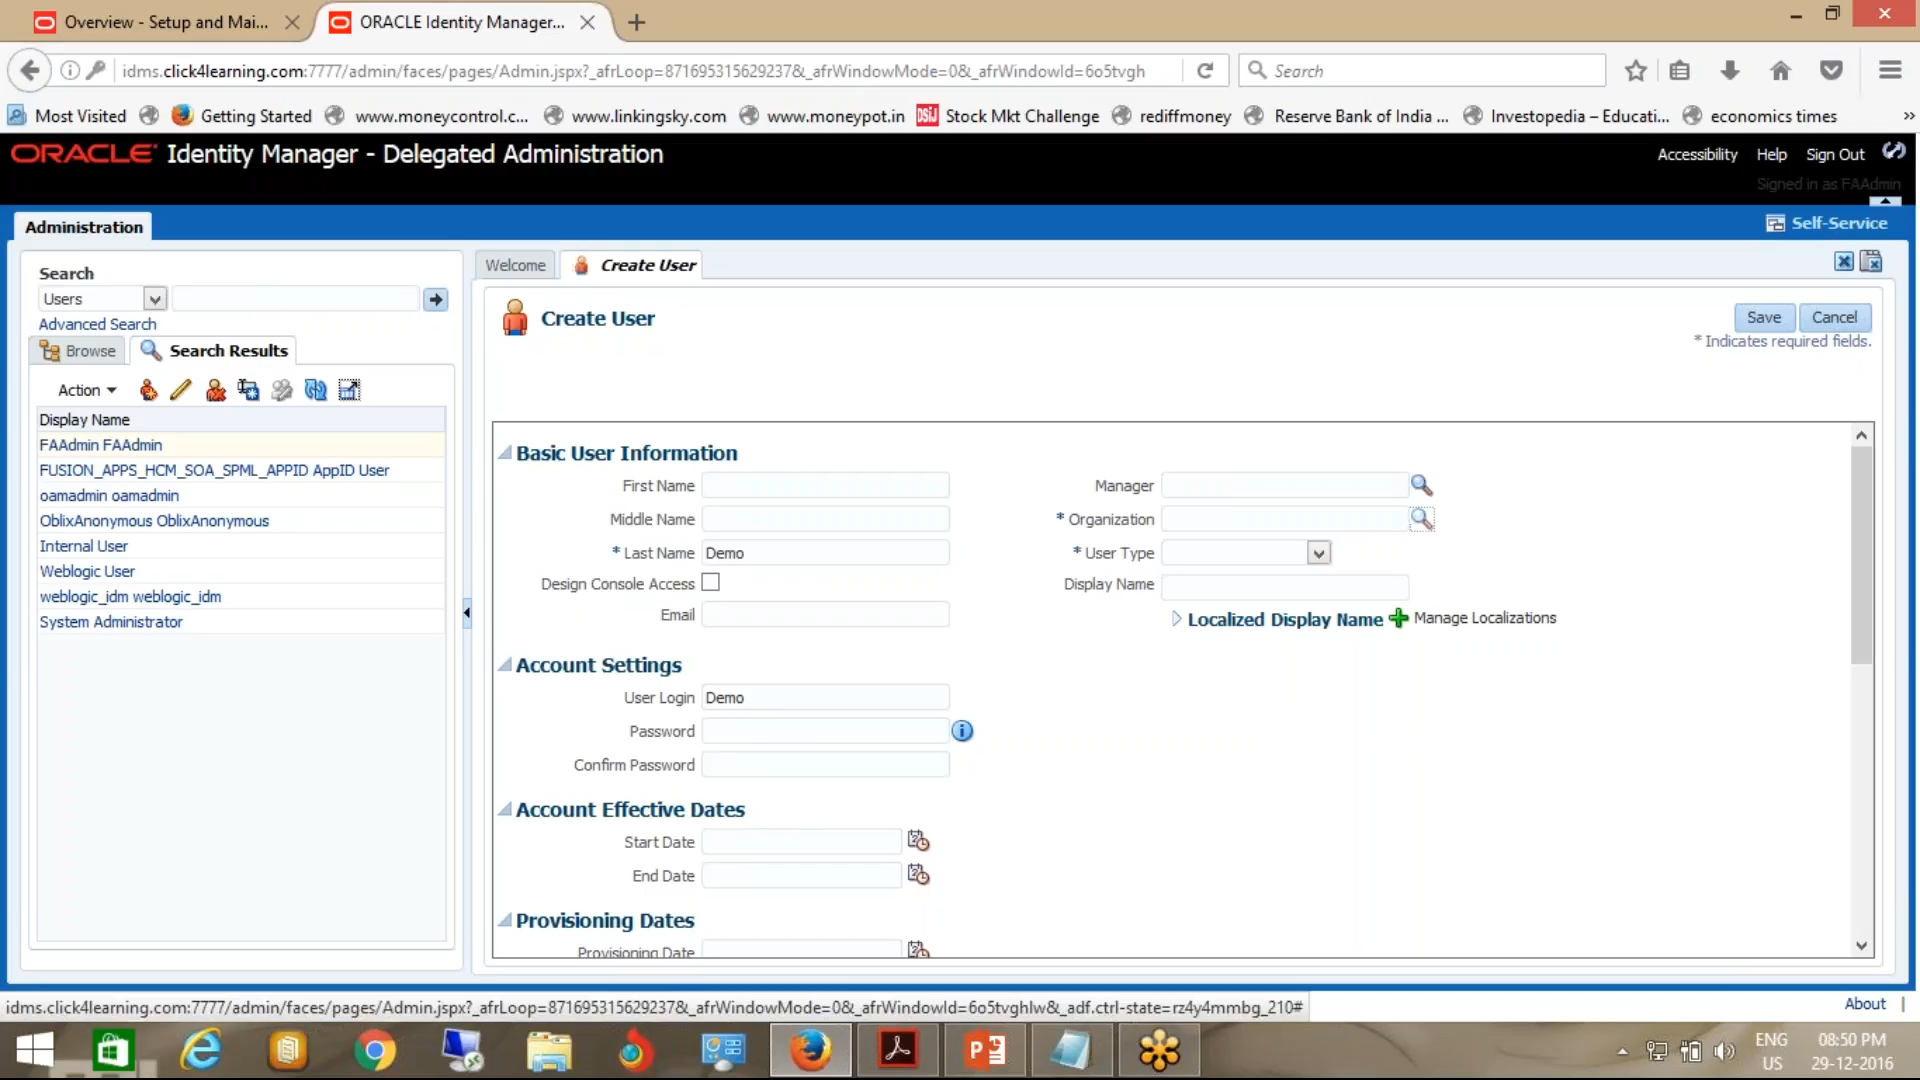 Overview - Setup and Mai...
ORACLE Identity Manager...
idms.click4learning.com:7777/admin/faces/pages/Admin.jspx?_afrLoop=871695315629237&_afrWindowMode=0&_afrWindowId=6o5tvgh
Search
Most Visited
Getting Started
www.moneycontrol.c...
www.linkingsky.com
www.moneypot.in
DSIJ
Stock Mkt Challenge
rediffmoney
Reserve Bank of India ...
Investopedia – Educati...
economics times
»
ORACLE Identity Manager - Delegated Administration
Accessibility Help Sign Out
Signed in as FAAdmin
Administration
Self-Service
Search
Users
Advanced Search
Browse
Search Results
Action
Display Name
FAAdmin FAAdmin
FUSION_APPS_HCM_SOA_SPML_APPID AppID User
oamadmin oamadmin
OblixAnonymous OblixAnonymous
Internal User
Weblogic User
weblogic_idm weblogic_idm
System Administrator
Welcome
Create User
Create User
Save Cancel
* Indicates required fields.
Basic User Information
First Name
Middle Name
* Last Name Demo
Design Console Access
Email
Manager
* Organization
* User Type
Display Name
Localized Display Name
Manage Localizations
Account Settings
User Login Demo
Password
Confirm Password
Account Effective Dates
Start Date
End Date
Provisioning Dates
Provisioning Date
idms.click4learning.com:7777/admin/faces/pages/Admin.jspx?_afrLoop=871695315629237&_afrWindowMode=0&_afrWindowId=6o5tvghlw&_adf.ctrl-state=rz4y4mmbg_210#
About
ENG
US
08:50 PM
29-12-2016